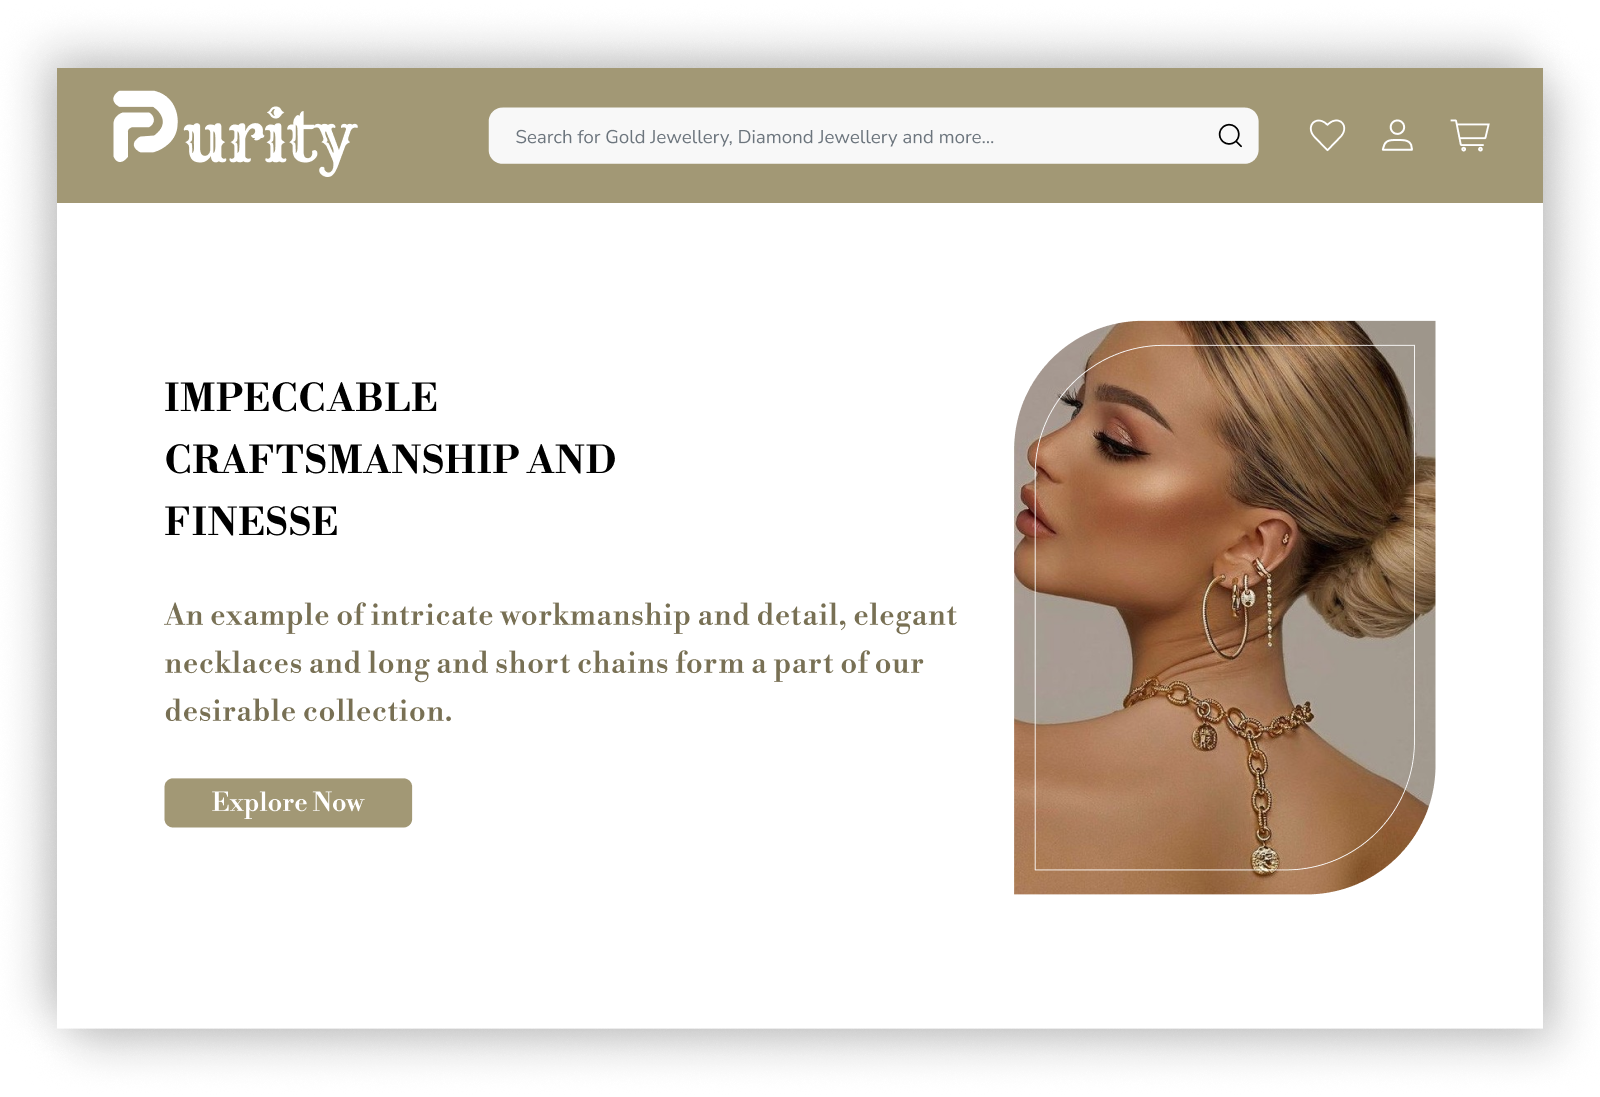 Purity
Search for Gold Jewellery, Diamond Jewellery and more...
IMPECCABLE
CRAFTSMANSHIP AND
FINESSE
An example of intricate workmanship and detail, elegant
necklaces and long and short chains form a part of our
desirable collection.
Explore Now